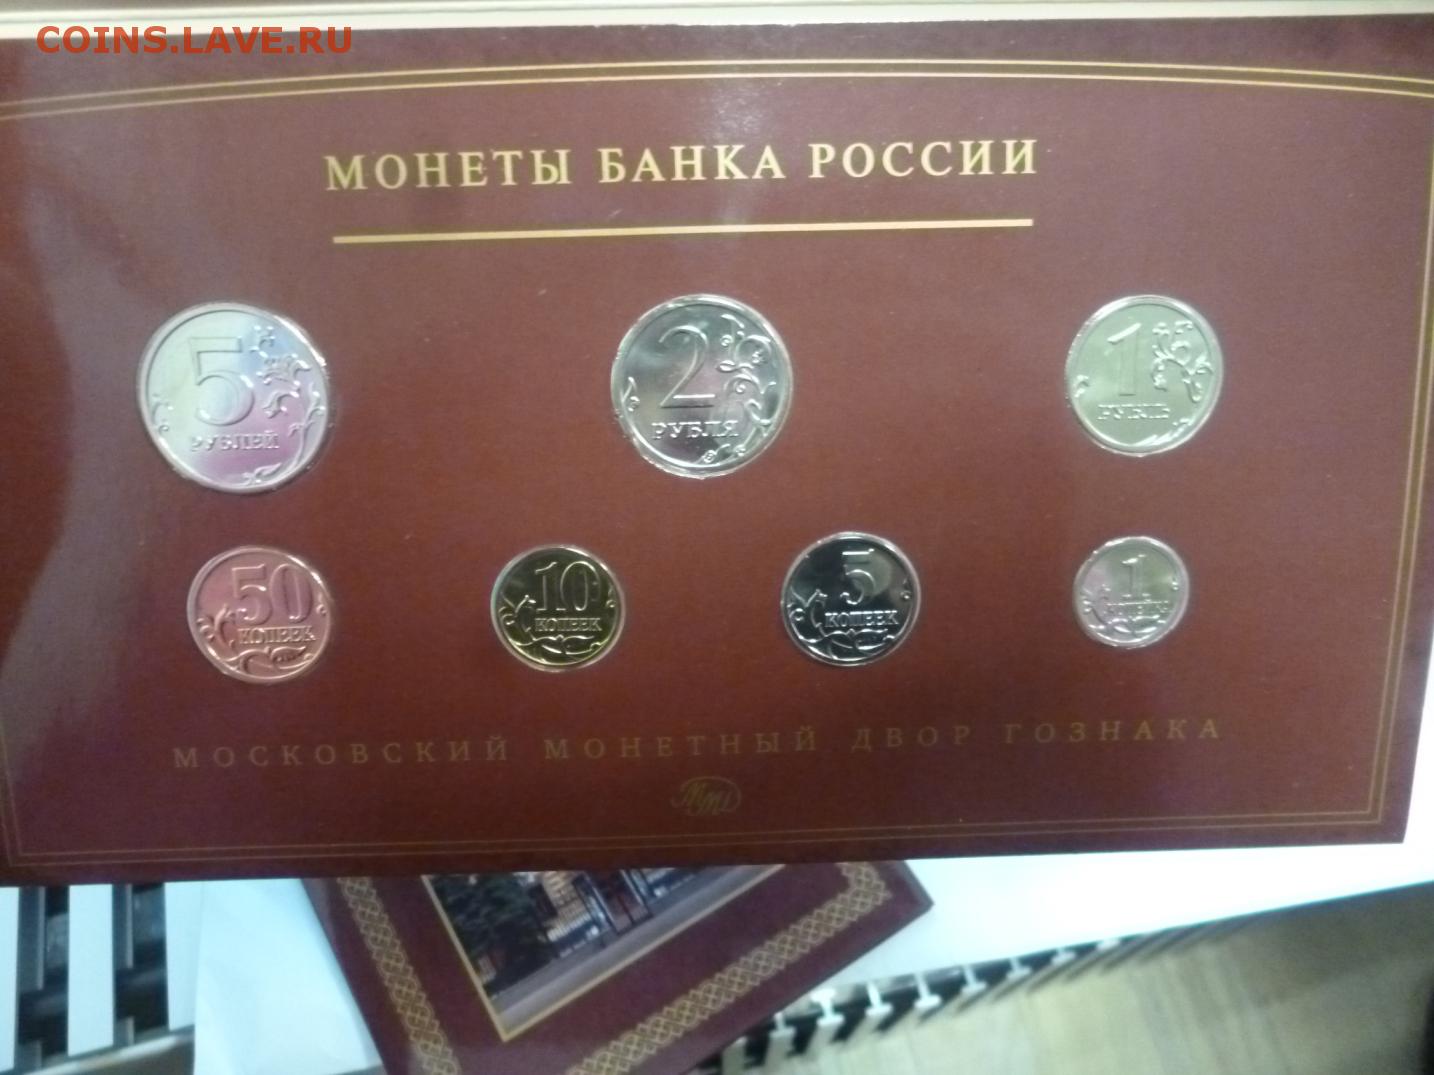 COINS.LAVE.RU
МОНЕТЫ БАНКА РОССИИ
5 РУБЛЕЙ
2 РУБЛЯ
1 РУБЛЬ
50 КОПЕЕК
10 КОПЕЕК
5 КОПЕЕК
1 КОПЕЙКА
МОСКОВСКИЙ МОНЕТНЫЙ ДВОР ГОЗНАКА